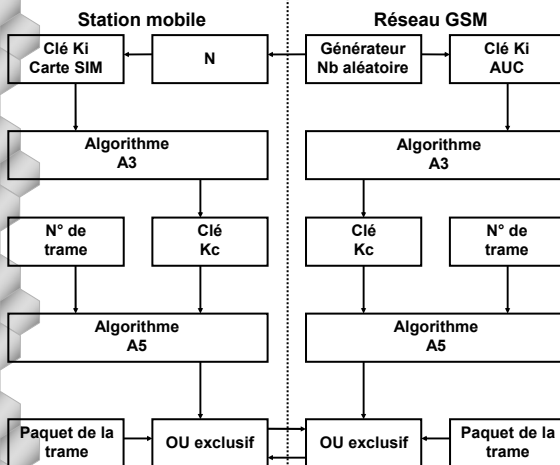 Station mobile
Réseau GSM
Clé Ki
Carte SIM
N
Générateur
Nb aléatoire
Clé Ki
AUC
Algorithme
A3
Algorithme
A3
N° de
trame
Clé
Kc
Clé
Kc
N° de
trame
Algorithme
A5
Algorithme
A5
Paquet de la
trame
OU exclusif
OU exclusif
Paquet de la
trame